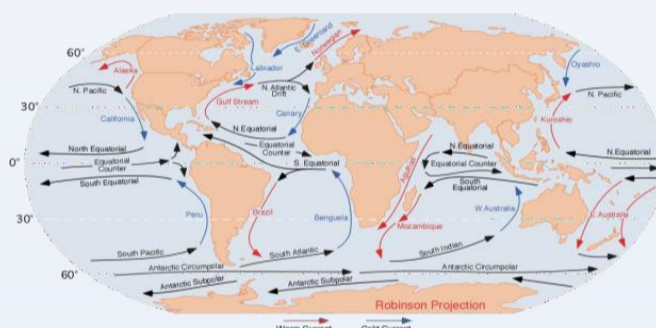 60°
E. Greenland
Norwegian
Labrador
Oyashio
Alaska
N. Pacific
N. Atlantic
Drift
N. Pacific
30°
Gulf Stream
California
Canary
Kuroshio
N.Equatorial
North Equatorial
Equatorial
Counter
N.Equatorial
Equatorial Counter
N.Equatorial
0°
Equatorial
Counter
S. Equatorial
South Equatorial
South
Equatorial
Agulhas
Peru
Brazil
Benguela
Mozambique
W.Australia
E. Australia
30°
South Pacific
South Atlantic
South Indian
Antarctic Circumpolar
Antarctic Circumpolar
60°
Antarctic Subpolar
Antarctic Subpolar
Robinson Projection
Warm Current
Cold Current